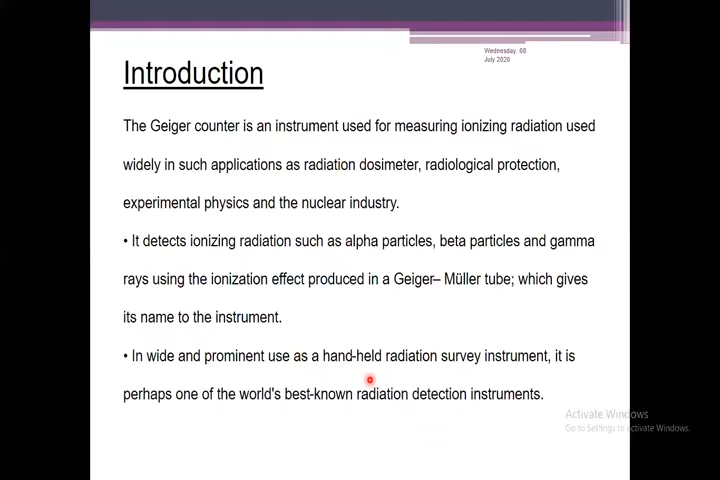 Wednesday, 08
July 2020
Introduction
The Geiger counter is an instrument used for measuring ionizing radiation used
widely in such applications as radiation dosimeter, radiological protection,
experimental physics and the nuclear industry.
• It detects ionizing radiation such as alpha particles, beta particles and gamma
rays using the ionization effect produced in a Geiger– Müller tube; which gives
its name to the instrument.
• In wide and prominent use as a hand-held radiation survey instrument, it is
perhaps one of the world's best-known radiation detection instruments.
Activate Windows
Go to Settings to activate Windows.